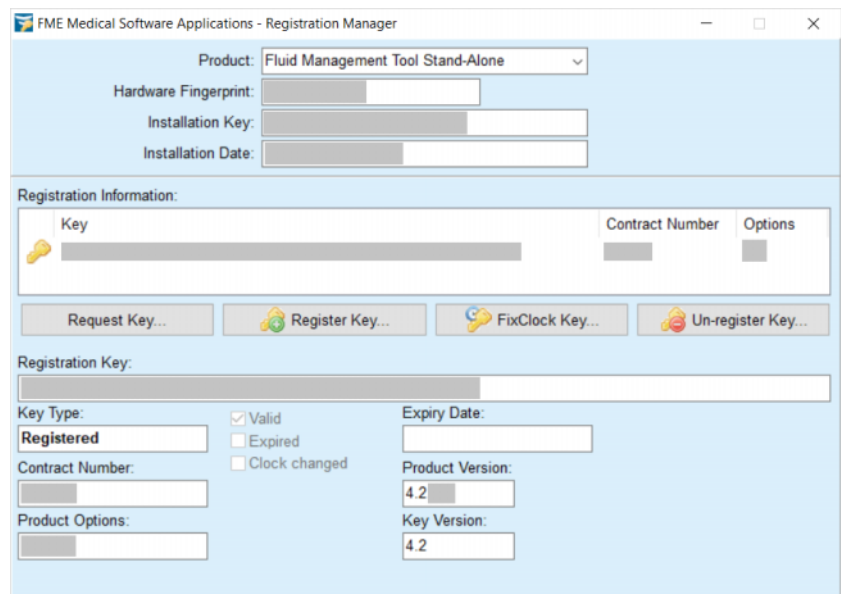 FME Medical Software Applications - Registration Manager
Product: Fluid Management Tool Stand-Alone
Hardware Fingerprint:
Installation Key:
Installation Date:
Registration Information:
Key Contract Number Options
Request Key... Register Key... FixClock Key... Un-register Key...
Registration Key:
Key Type: Valid Expiry Date:
Registered Expired
Contract Number: Clock changed Product Version:
4.2
Product Options: Key Version:
4.2